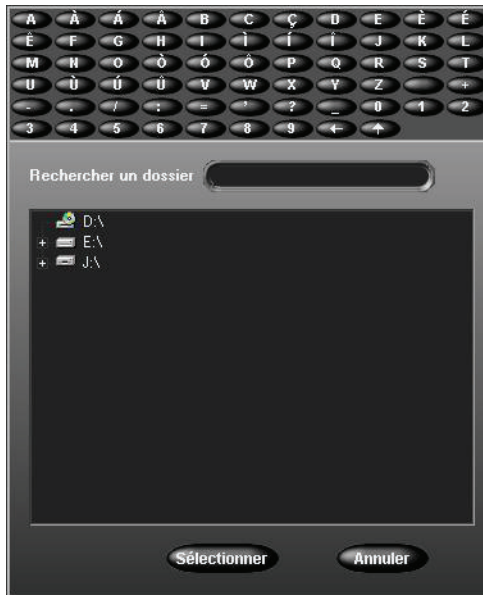 A À Á Â B C Ç D E È É
Ê F G H I Ì Í Î J K L
M N O Ò Ó Ô P Q R S T
U Ù Ú Û V W X Y Z +
- . / : = ' ? _ 0 1 2
3 4 5 6 7 8 9 ← ↑
Rechercher un dossier
D:\
E:\
J:\
Sélectionner Annuler